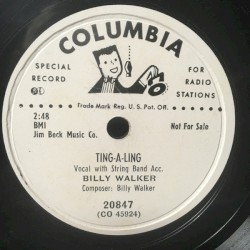 COLUMBIA
SPECIAL RECORD
FOR RADIO STATIONS
Trade Mark Reg. U. S. Pat. Off.
2:48
BMI
Jim Beck Music Co.
Not For Sale
TING-A-LING
Vocal with String Band Acc.
BILLY WALKER
Composer: Billy Walker
20847
(CO 45924)